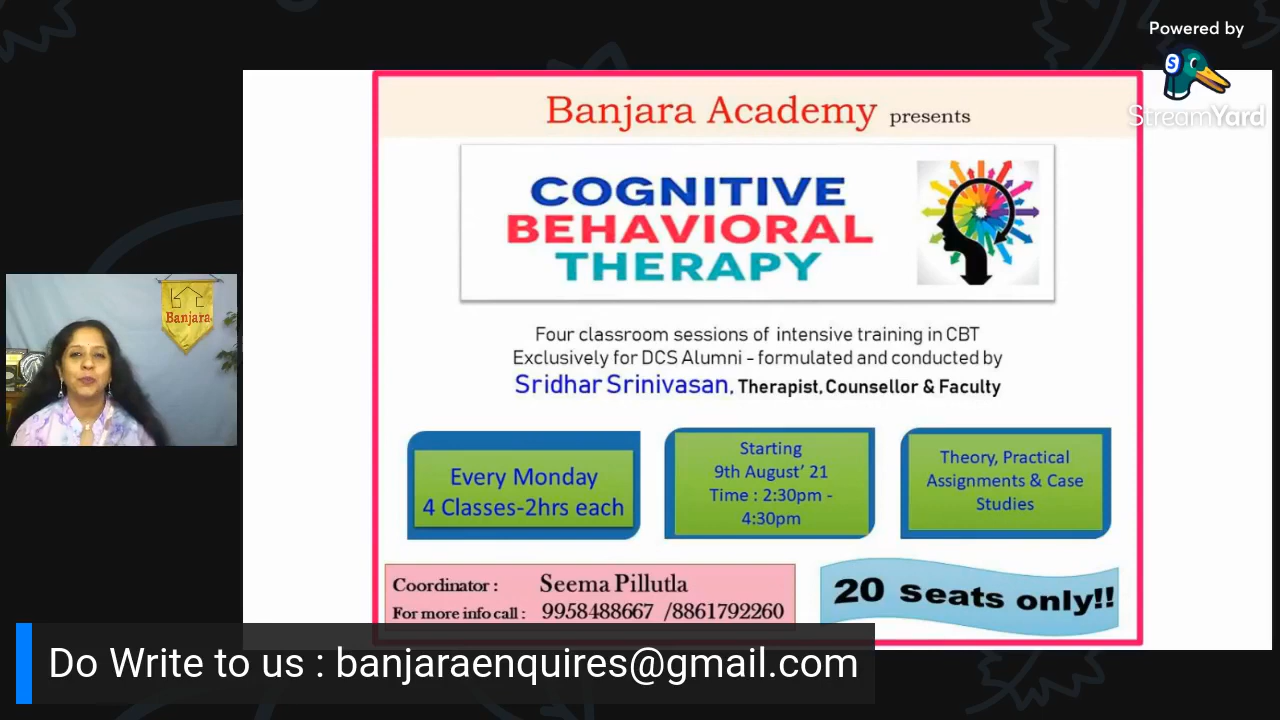 Powered by
S
StreamYard
Banjara Academy presents
COGNITIVE
BEHAVIORAL
THERAPY
Banjara
Four classroom sessions of intensive training in CBT
Exclusively for DCS Alumni - formulated and conducted by
Sridhar Srinivasan, Therapist, Counsellor & Faculty
Every Monday
4 Classes-2hrs each
Starting
9th August' 21
Time : 2:30pm -
4:30pm
Theory, Practical
Assignments & Case
Studies
Coordinator : Seema Pillutla
For more info call : 9958488667 /8861792260
20 Seats only!!
Do Write to us : banjaraenquires@gmail.com